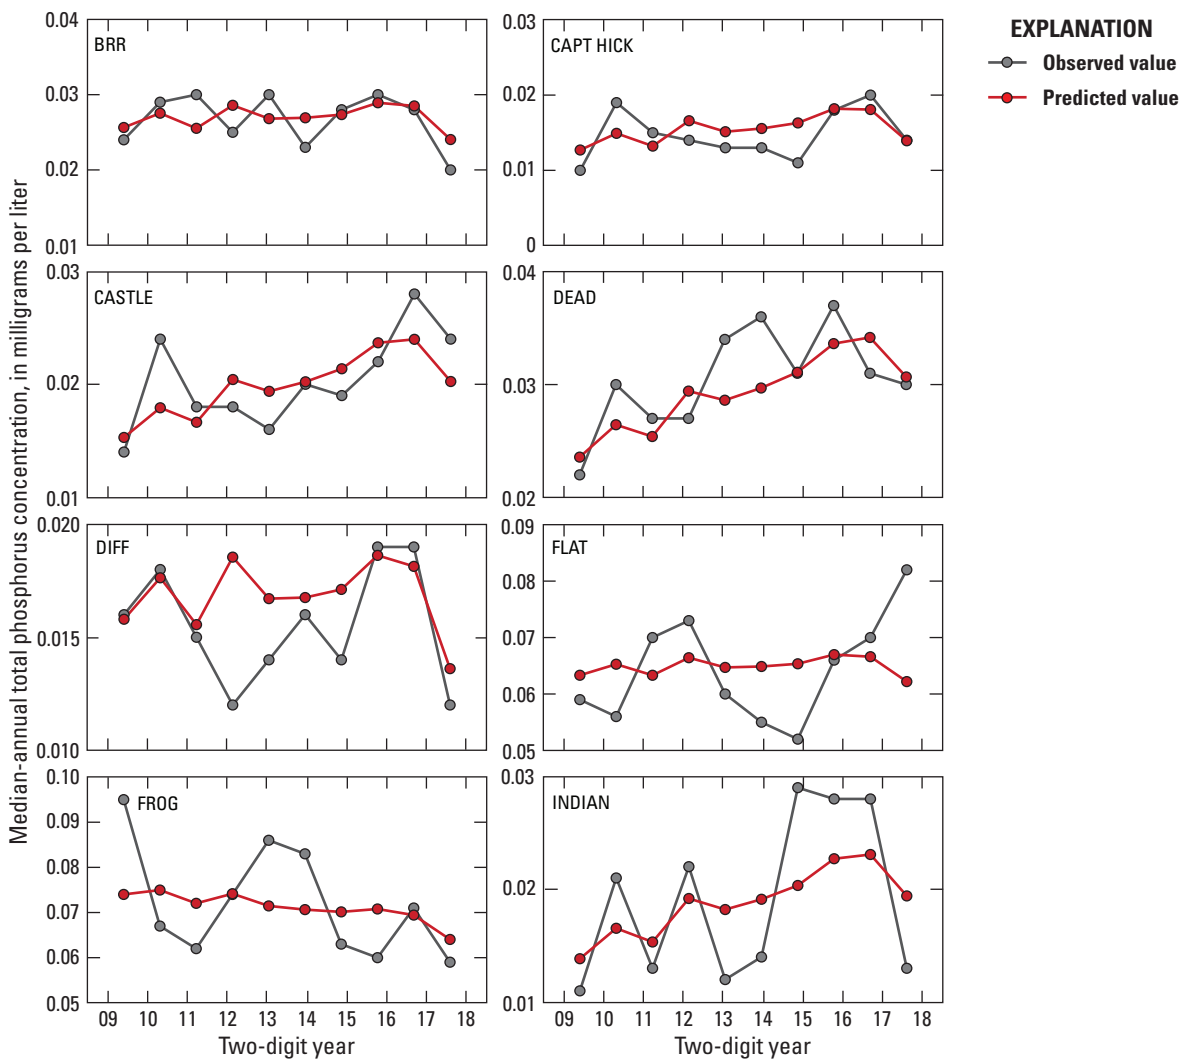 EXPLANATION
Observed value
Predicted value
Median-annual total phosphorus concentration, in milligrams per liter
BRR
0.04
0.03
0.02
0.01
CAPT HICK
0.03
0.02
0.01
0
CASTLE
0.03
0.02
0.01
DEAD
0.04
0.03
0.02
DIFF
0.020
0.015
0.010
FLAT
0.09
0.08
0.07
0.06
0.05
FROG
0.10
0.09
0.08
0.07
0.06
0.05
INDIAN
0.03
0.02
0.01
09 10 11 12 13 14 15 16 17 18
Two-digit year
09 10 11 12 13 14 15 16 17 18
Two-digit year